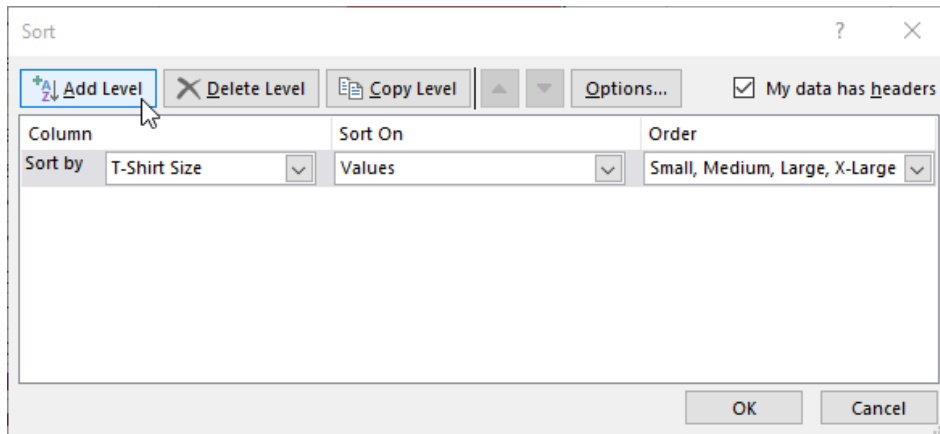 Sort ?
Add Level Delete Level Copy Level Options... My data has headers
Column Sort On Order
Sort by T-Shirt Size Values Small, Medium, Large, X-Large
OK Cancel